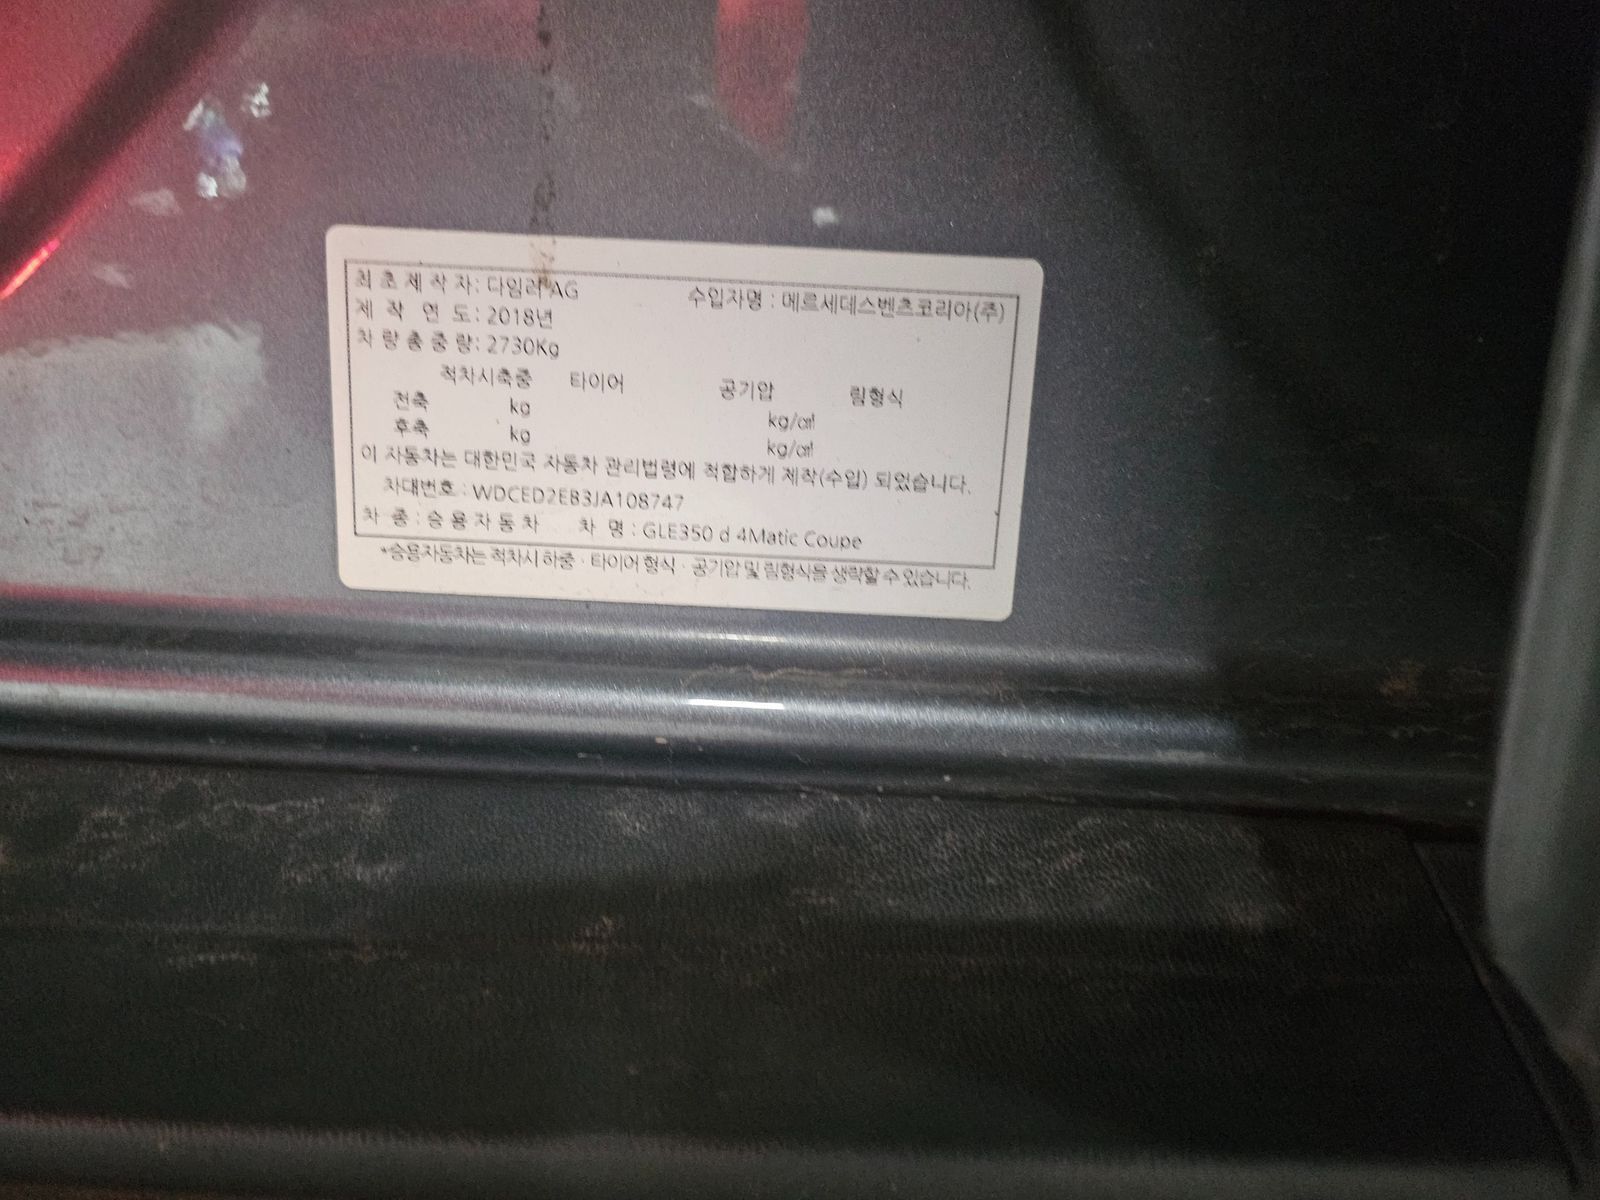 최초제작자: 다임러 AG 수입자명 : 메르세데스벤츠코리아(주)
제 작 연 도: 2018년
차량총중량: 2730Kg
적차시축중 타이어 공기압 림형식
전축 kg kg/㎠
후축 kg kg/㎠
이 자동차는 대한민국 자동차 관리법령에 적합하게 제작(수입) 되었습니다.
차대번호 : WDCED2EB3JA108747
차 종 : 승용자동차 차 명 : GLE350 d 4Matic Coupe
*승용자동차는 적차시 하중 · 타이어 형식 · 공기압 및 림형식을 생략할 수 있습니다.